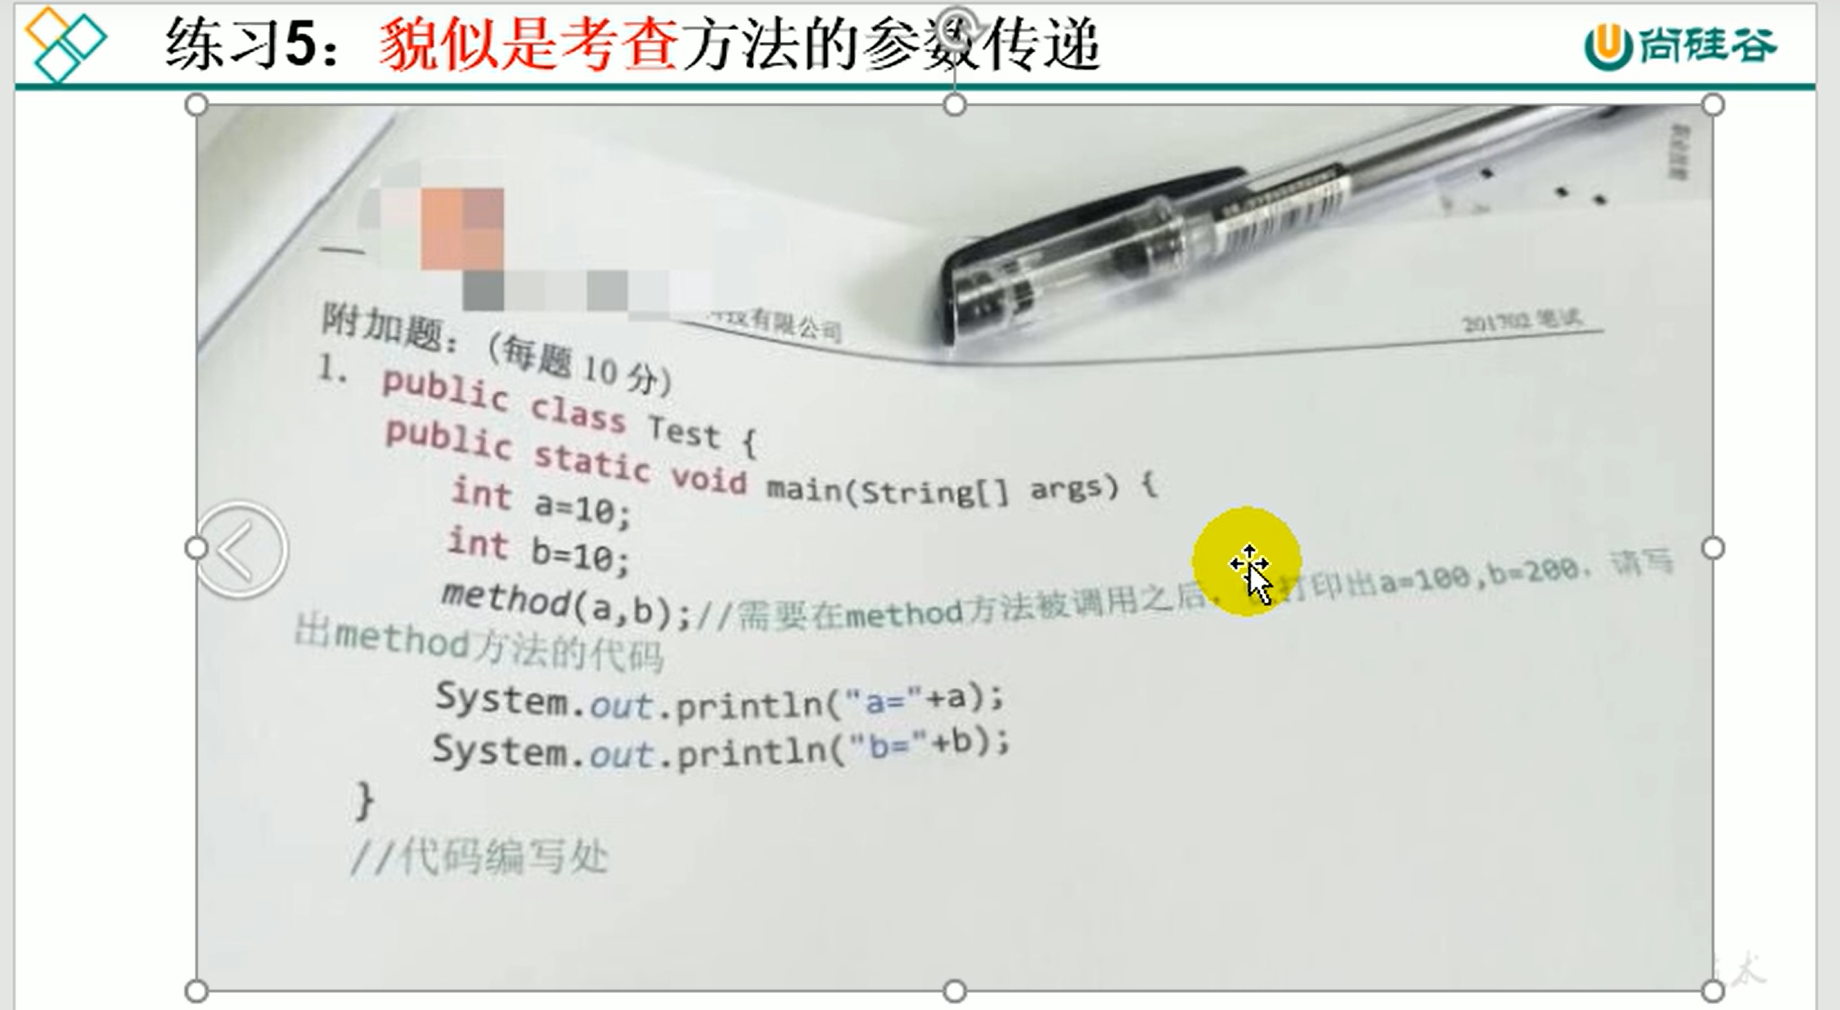 练习5：貌似是考查方法的参数传递
尚硅谷
技有限公司
201702 笔试
附加题：（每题 10 分）
1. public class Test {
public static void main(String[] args) {
int a=10;
int b=10;
method(a,b);//需要在method方法被调用之后，打印出a=100,b=200，请写
出method方法的代码
System.out.println("a="+a);
System.out.println("b="+b);
}
//代码编写处